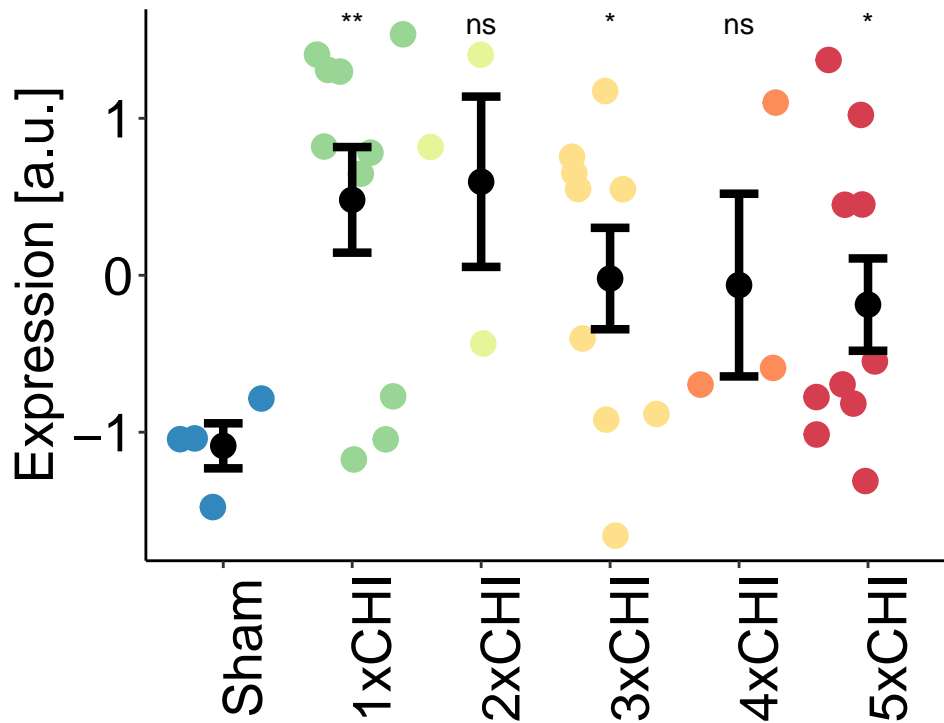 ** ns * ns *
Expression [a.u.]
1
0
−1
Sham 1xCHI 2xCHI 3xCHI 4xCHI 5xCHI